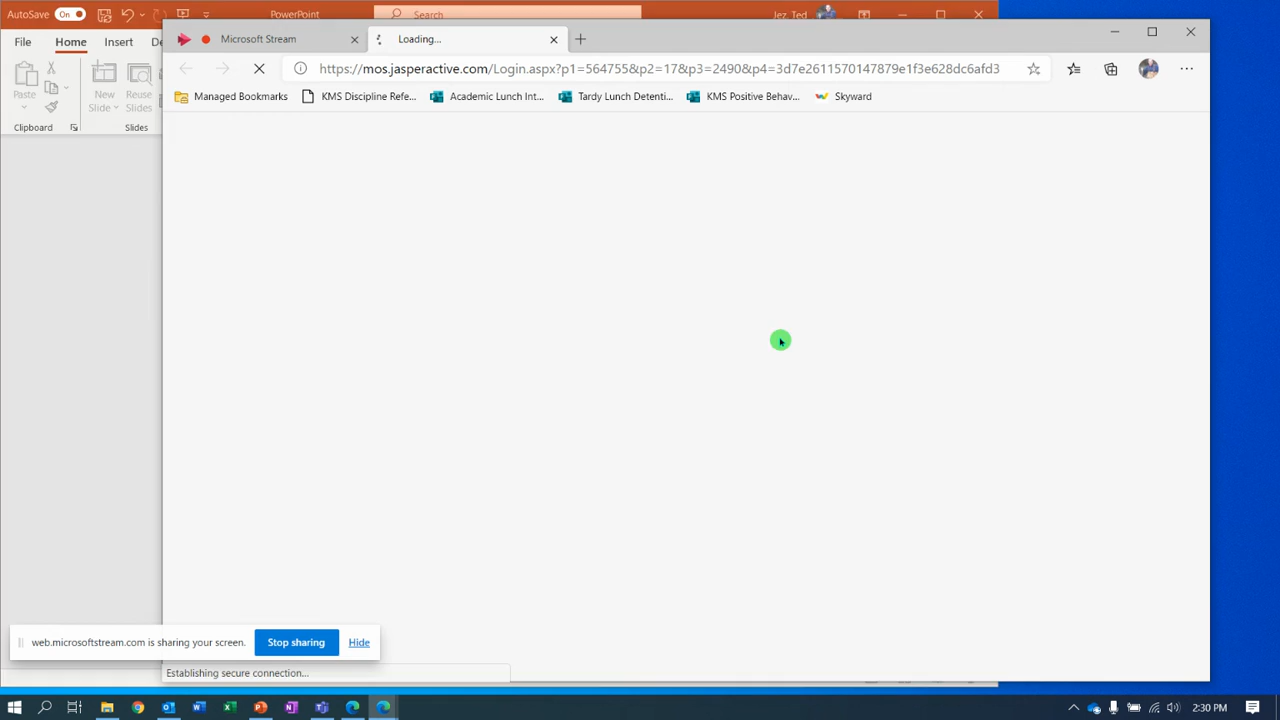 AutoSave On PowerPoint Search Jez, Ted
File Home Insert De
Microsoft Stream Loading...
https://mos.jasperactive.com/Login.aspx?p1=564755&p2=17&p3=2490&p4=3d7e2611570147879e1f3e628dc6afd3
Managed Bookmarks KMS Discipline Refe... Academic Lunch Int... Tardy Lunch Detenti... KMS Positive Behav... Skyward
Paste New Slide Reuse Slides
Clipboard Slides
web.microsoftstream.com is sharing your screen. Stop sharing Hide
Establishing secure connection...
2:30 PM